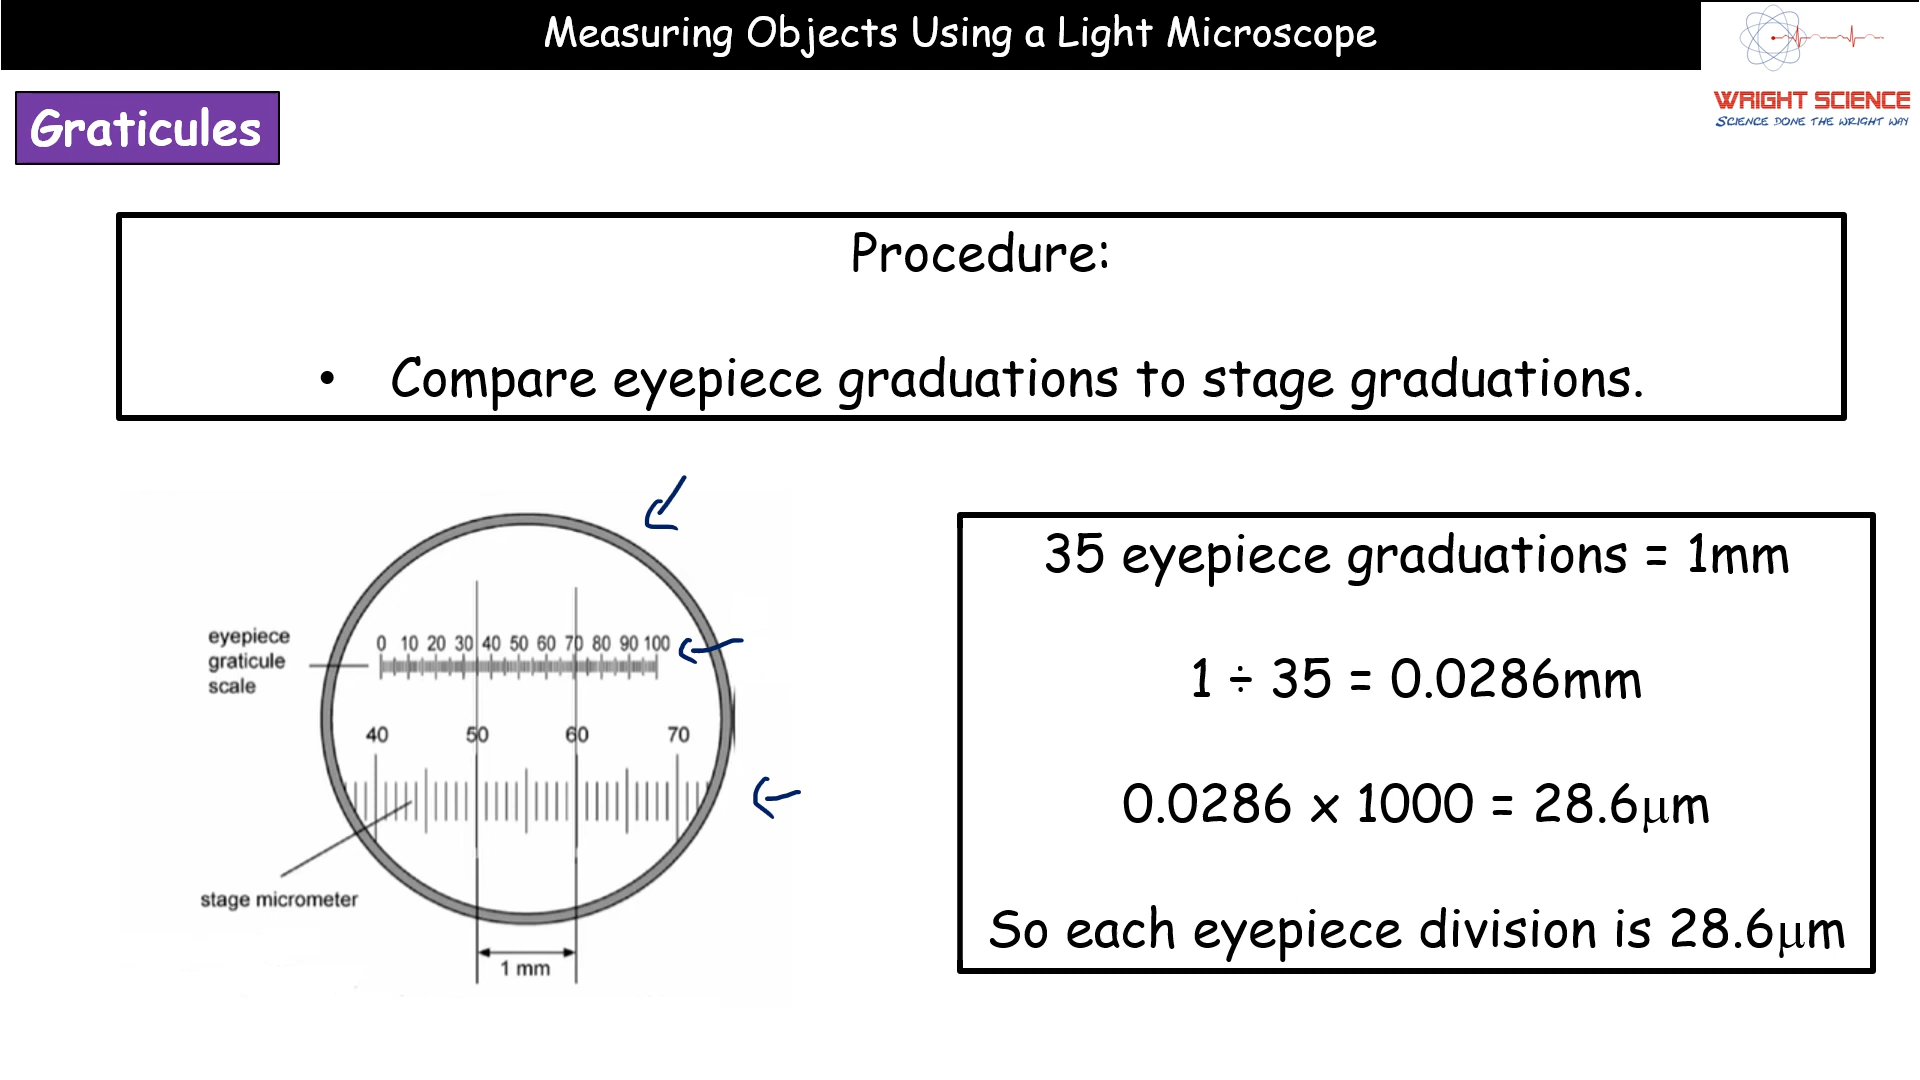 Measuring Objects Using a Light Microscope
WRIGHT SCIENCE
SCIENCE DONE THE WRIGHT WAY
Graticules
Procedure:
• Compare eyepiece graduations to stage graduations.
eyepiece
graticule
scale
0 10 20 30 40 50 60 70 80 90 100
40 50 60 70
stage micrometer
1 mm
35 eyepiece graduations = 1mm
1 ÷ 35 = 0.0286mm
0.0286 x 1000 = 28.6μm
So each eyepiece division is 28.6μm